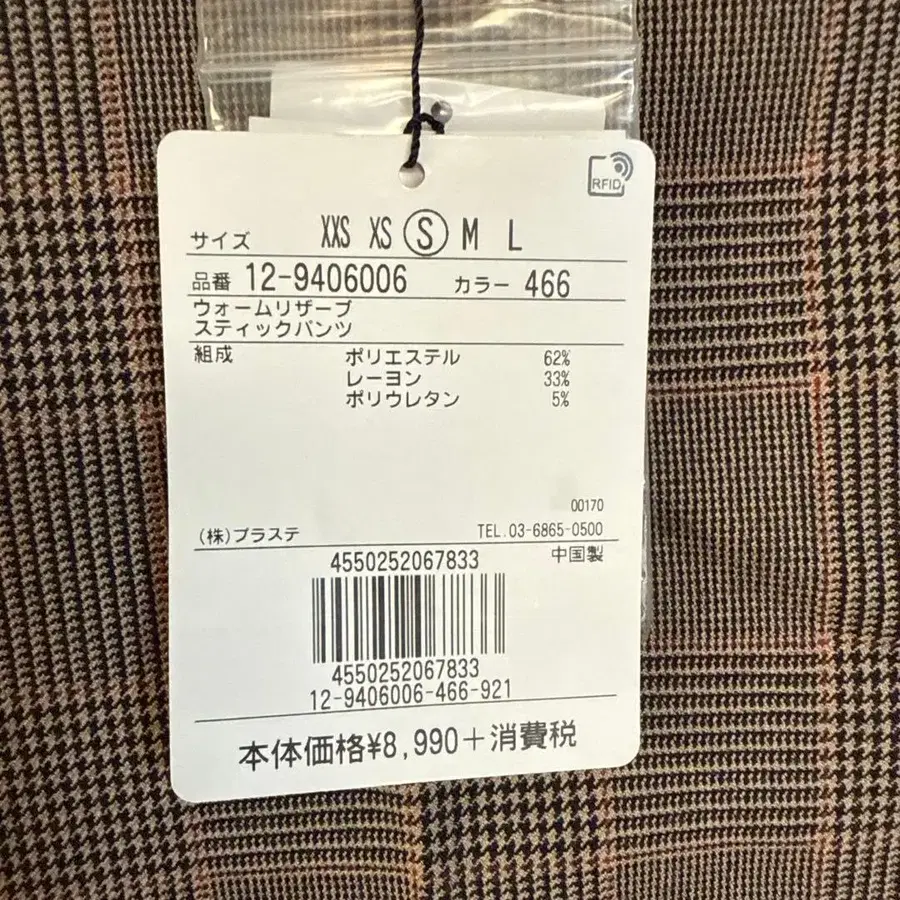 RFID
サイズ XXS XS S M L
品番 12-9406006 カラー 466
ウォームリザーブ
スティックパンツ
組成 ポリエステル 62%
レーヨン 33%
ポリウレタン 5%
00170
(株)プラステ TEL.03-6865-0500
4550252067833 中国製
4550252067833
12-9406006-466-921
本体価格¥8,990+消費税